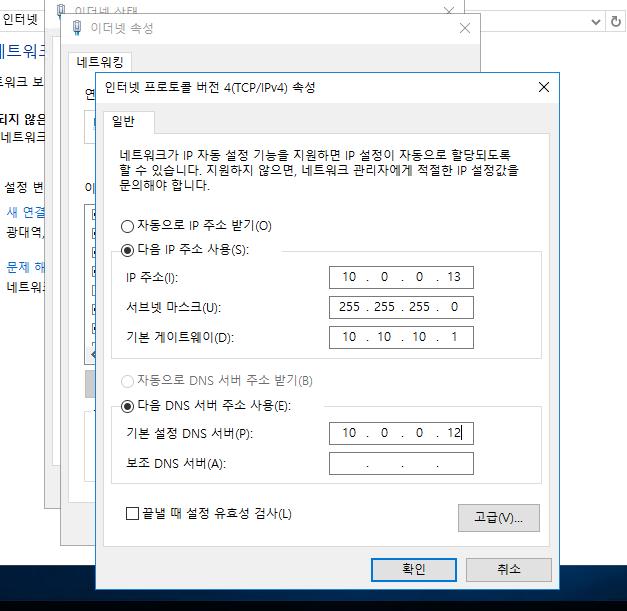 이더넷 상태
인터넷
이더넷 속성
네트워킹
인터넷 프로토콜 버전 4(TCP/IPv4) 속성
일반
네트워크가 IP 자동 설정 기능을 지원하면 IP 설정이 자동으로 할당되도록
할 수 있습니다. 지원하지 않으면, 네트워크 관리자에게 적절한 IP 설정값을
문의해야 합니다.
자동으로 IP 주소 받기(O)
다음 IP 주소 사용(S):
IP 주소(I): 10 . 0 . 0 . 13
서브넷 마스크(U): 255 . 255 . 255 . 0
기본 게이트웨이(D): 10 . 10 . 10 . 1
자동으로 DNS 서버 주소 받기(B)
다음 DNS 서버 주소 사용(E):
기본 설정 DNS 서버(P): 10 . 0 . 0 . 12
보조 DNS 서버(A): . . .
끝낼 때 설정 유효성 검사(L)
고급(V)...
확인 취소
네트워크
트워크 보
되지 않은
네트워크
설정 변
새 연결
광대역,
문제 해
네트워크